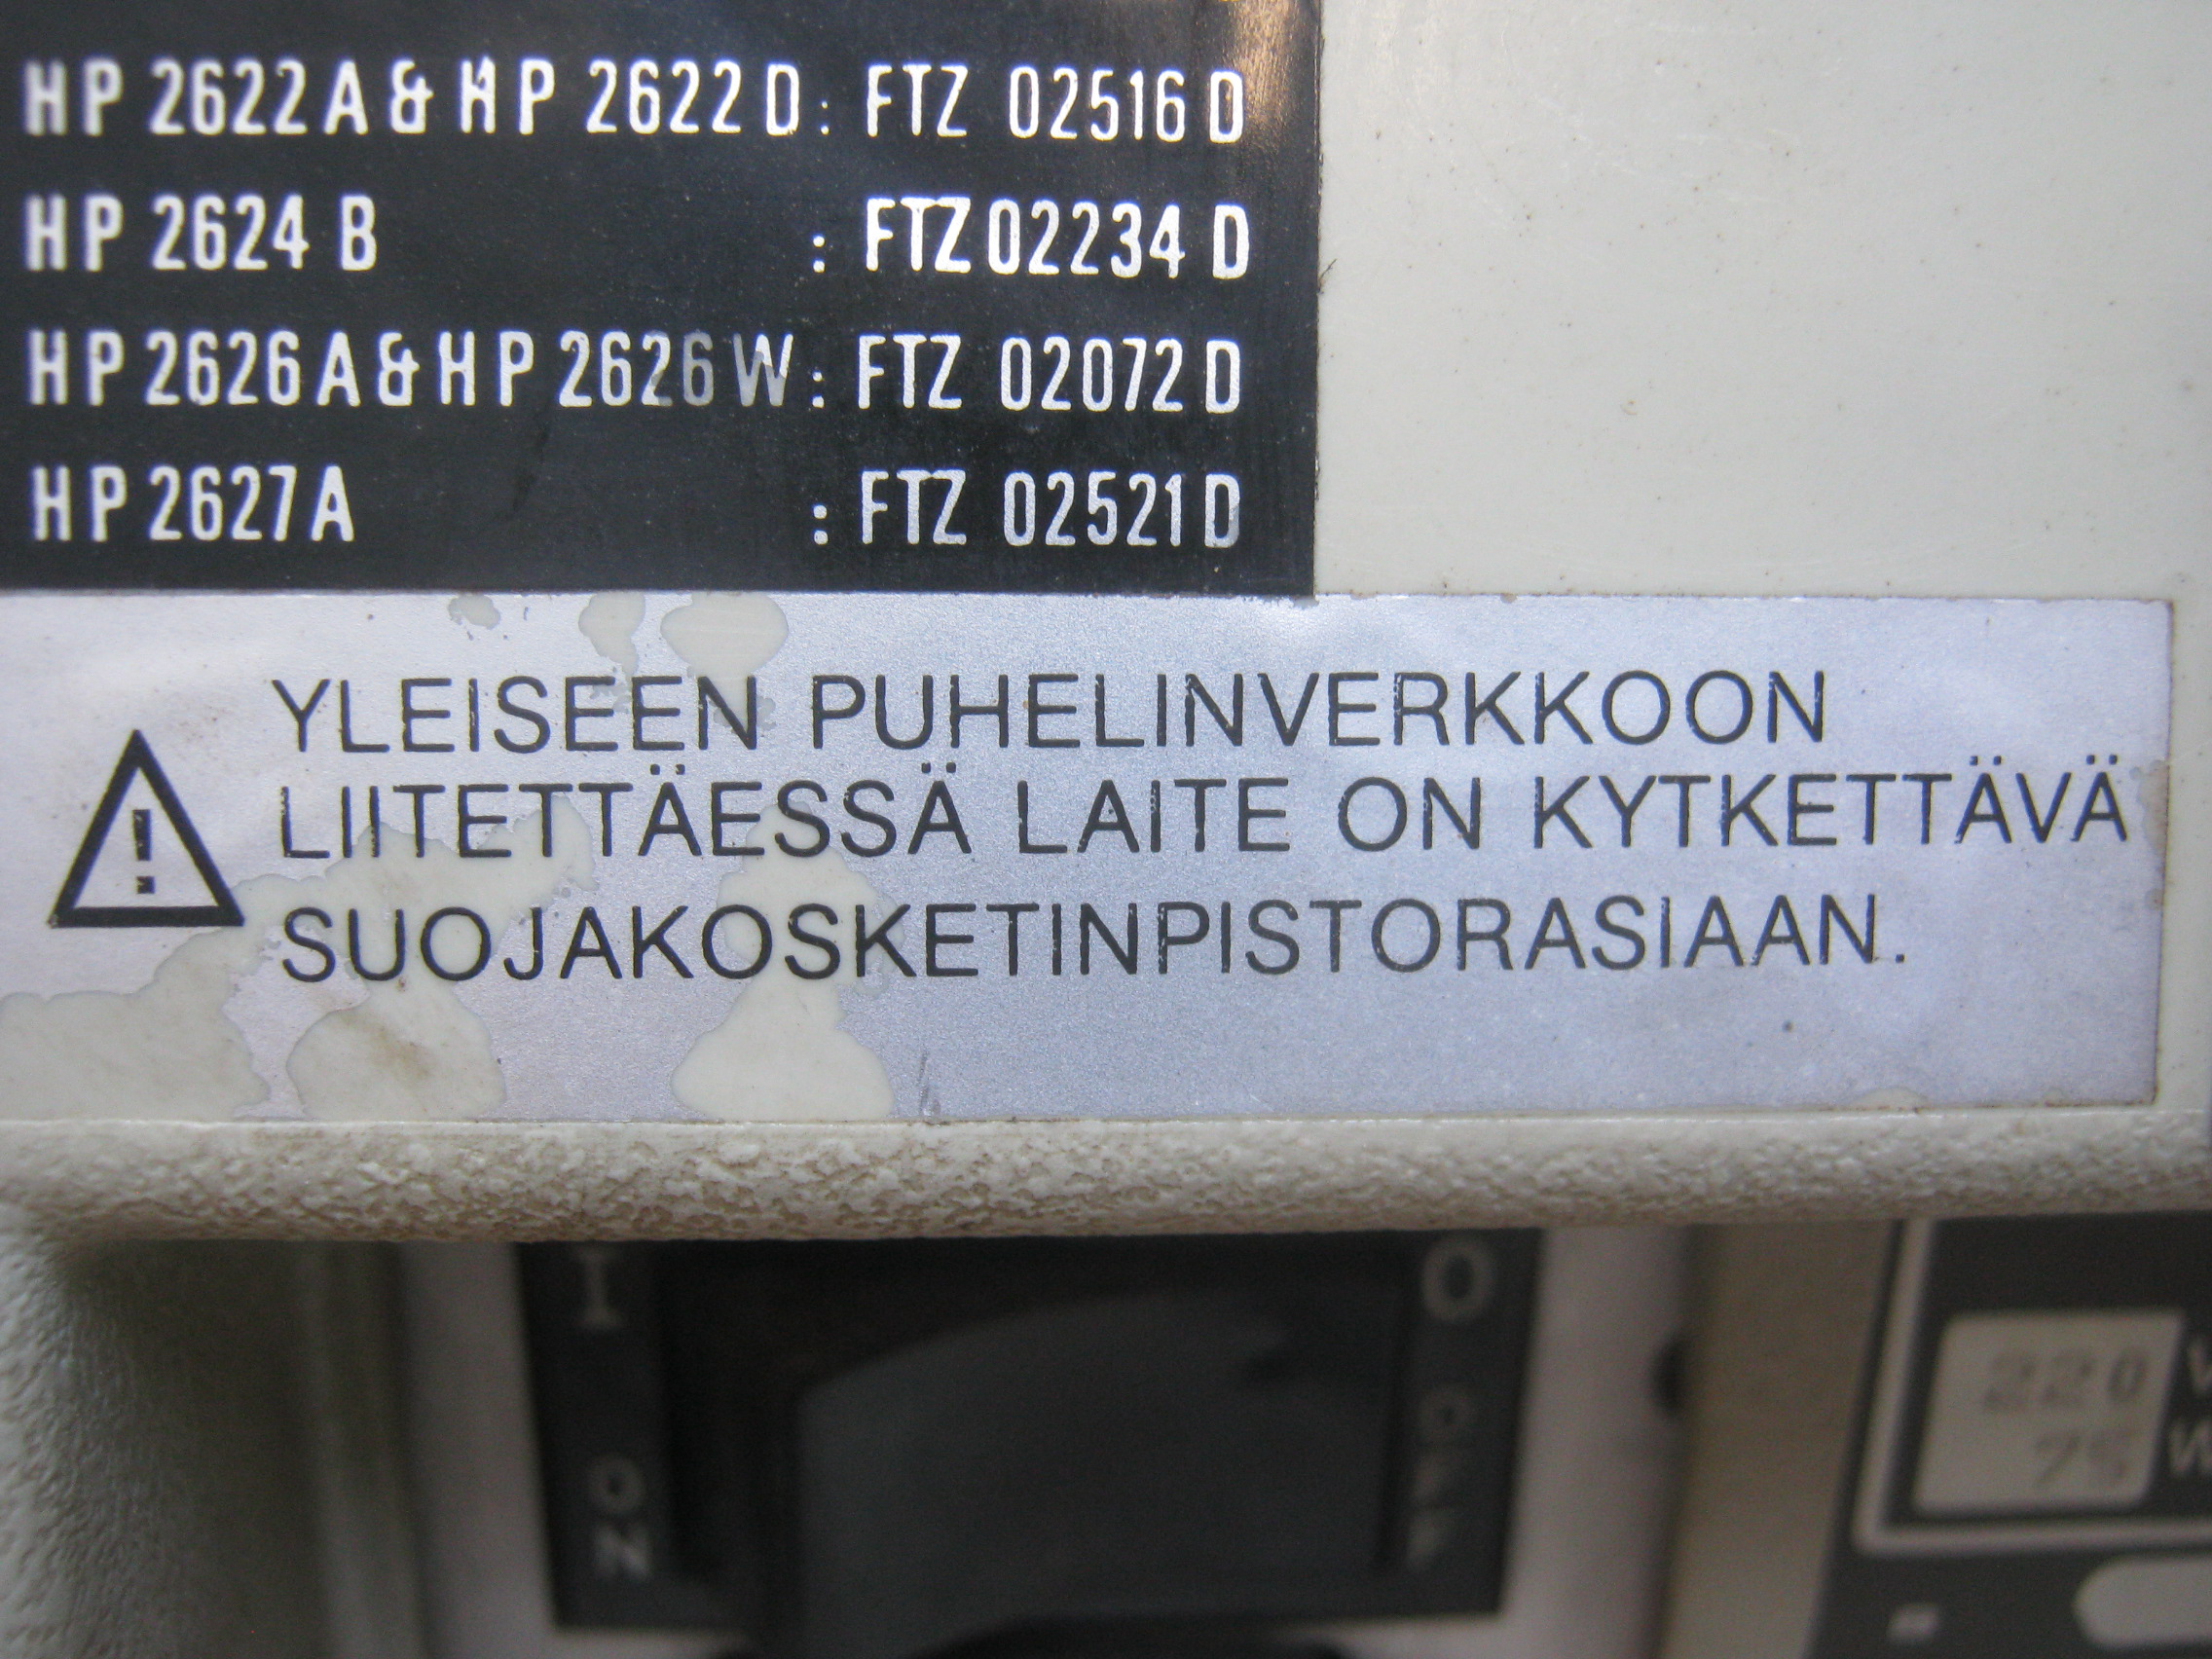 HP 2622 A & HP 2622 D : FTZ 02516 D
HP 2624 B : FTZ 02234 D
HP 2626 A & HP 2626 W : FTZ 02072 D
HP 2627 A : FTZ 02521 D
YLEISEEN PUHELINVERKKOON
LIITETTÄESSÄ LAITE ON KYTKETTÄVÄ
SUOJAKOSKETINPISTORASIAAN.
!
I O
ON OFF
220 V
75 W